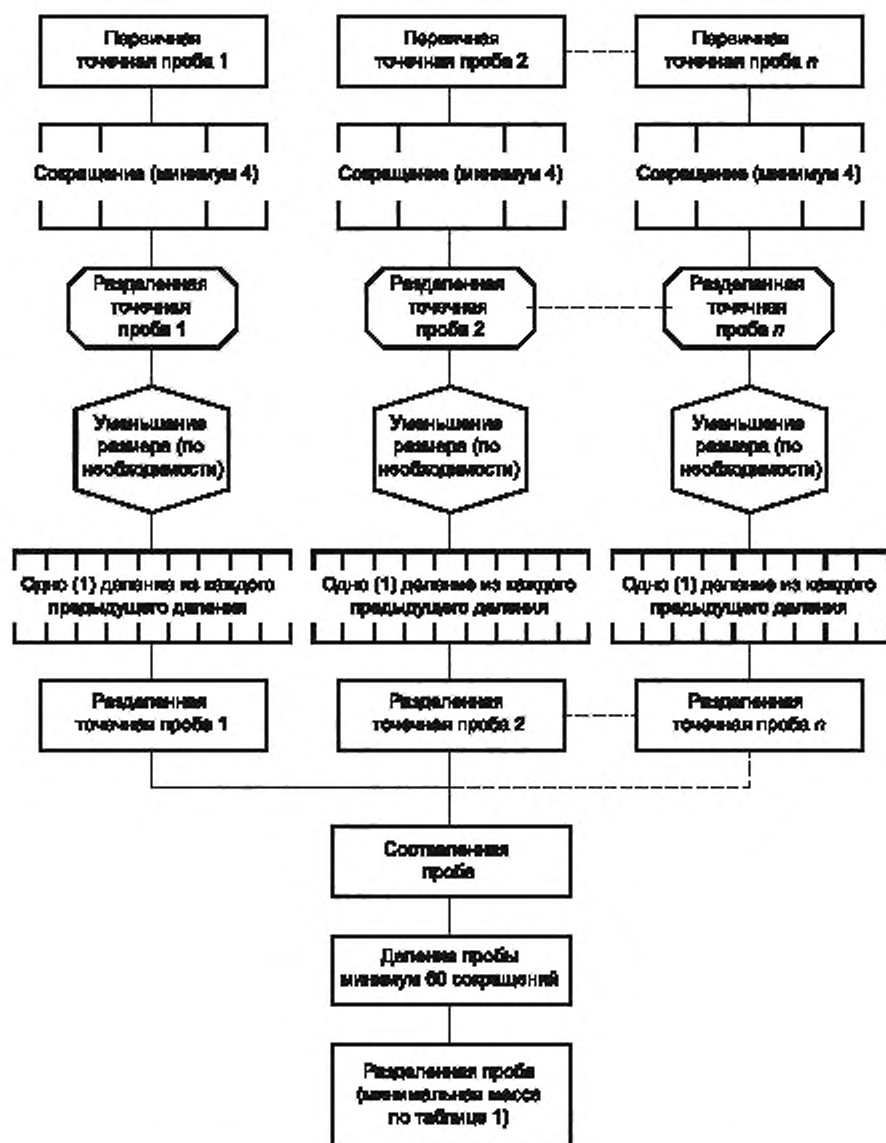 Первичная
точечная проба 1
Первичная
точечная проба 2
Первичная
точечная проба n
Сокращение (минимум 4)
Сокращение (минимум 4)
Сокращение (минимум 4)
Разделенная
точечная
проба 1
Разделенная
точечная
проба 2
Разделенная
точечная
проба n
Уменьшение
размера (по
необходимости)
Уменьшение
размера (по
необходимости)
Уменьшение
размера (по
необходимости)
Одно (1) деление из каждого
предыдущего деления
Одно (1) деление из каждого
предыдущего деления
Одно (1) деление из каждого
предыдущего деления
Разделенная
точечная проба 1
Разделенная
точечная проба 2
Разделенная
точечная проба n
Составленная
проба
Деление пробы
минимум 60 сокращений
Разделенная проба
(минимальная масса
по таблице 1)